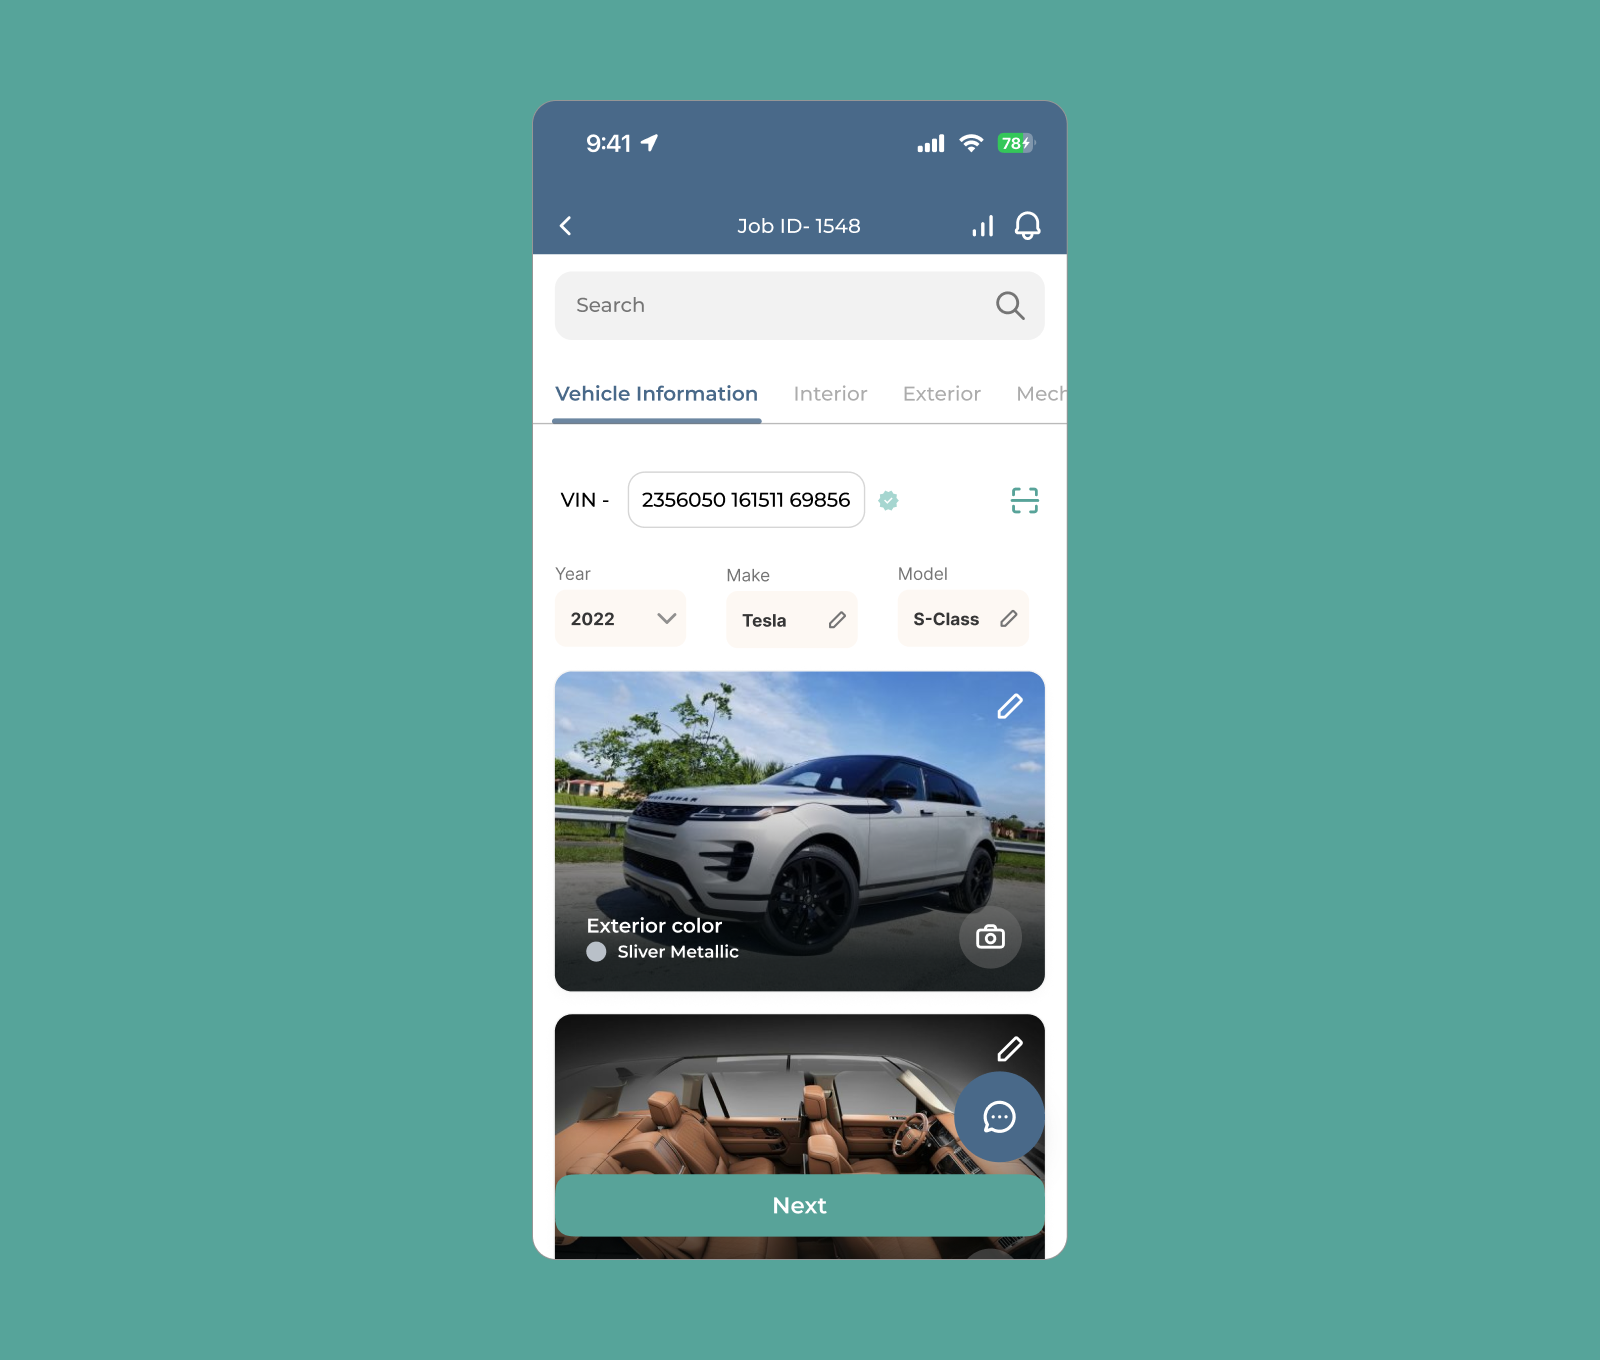 9:41 78
Job ID- 1548
Search
Vehicle Information Interior Exterior Mech
VIN - 2356050 161511 69856
Year Make Model
2022 Tesla S-Class
Exterior color
Sliver Metallic
Next